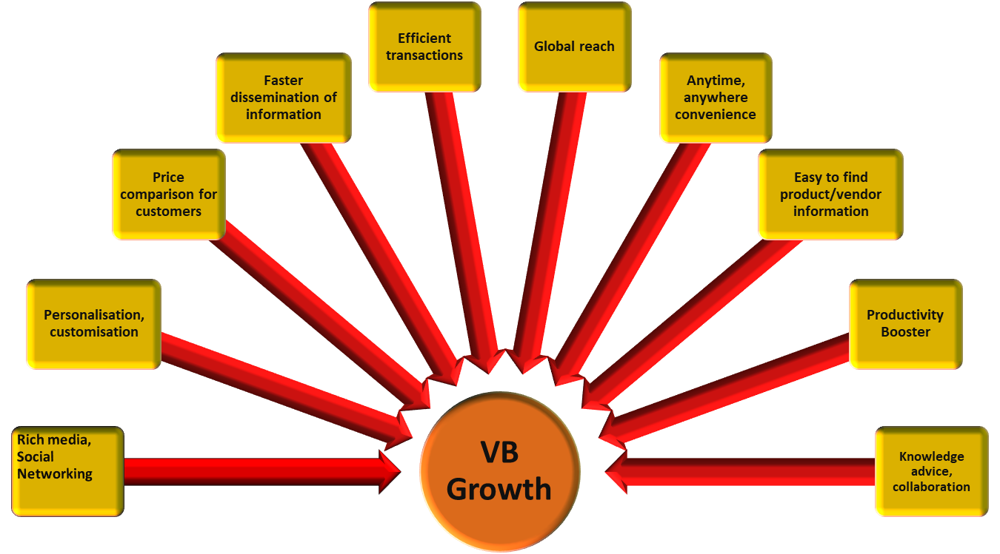 Efficient
transactions
Global reach
Faster
dissemination of
information
Anytime,
anywhere
convenience
Price
comparison for
customers
Easy to find
product/vendor
information
Personalisation,
customisation
Productivity
Booster
Rich media,
Social
Networking
VB
Growth
Knowledge
advice,
collaboration